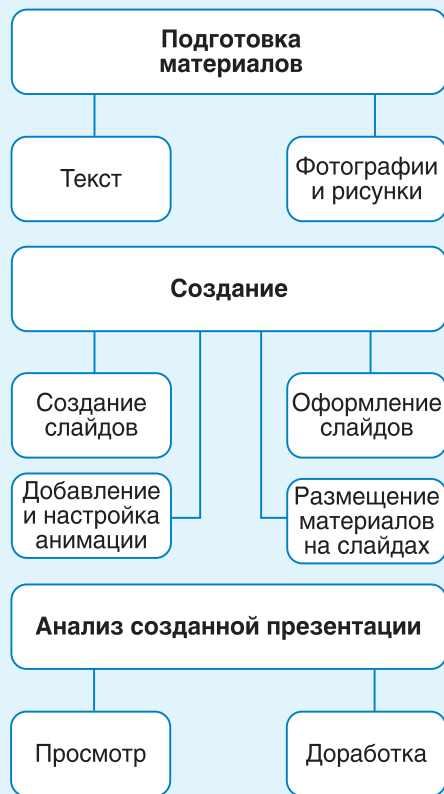 Подготовка
материалов
Текст
Фотографии
и рисунки
Создание
Создание
слайдов
Оформление
слайдов
Добавление
и настройка
анимации
Размещение
материалов
на слайдах
Анализ созданной презентации
Просмотр
Доработка